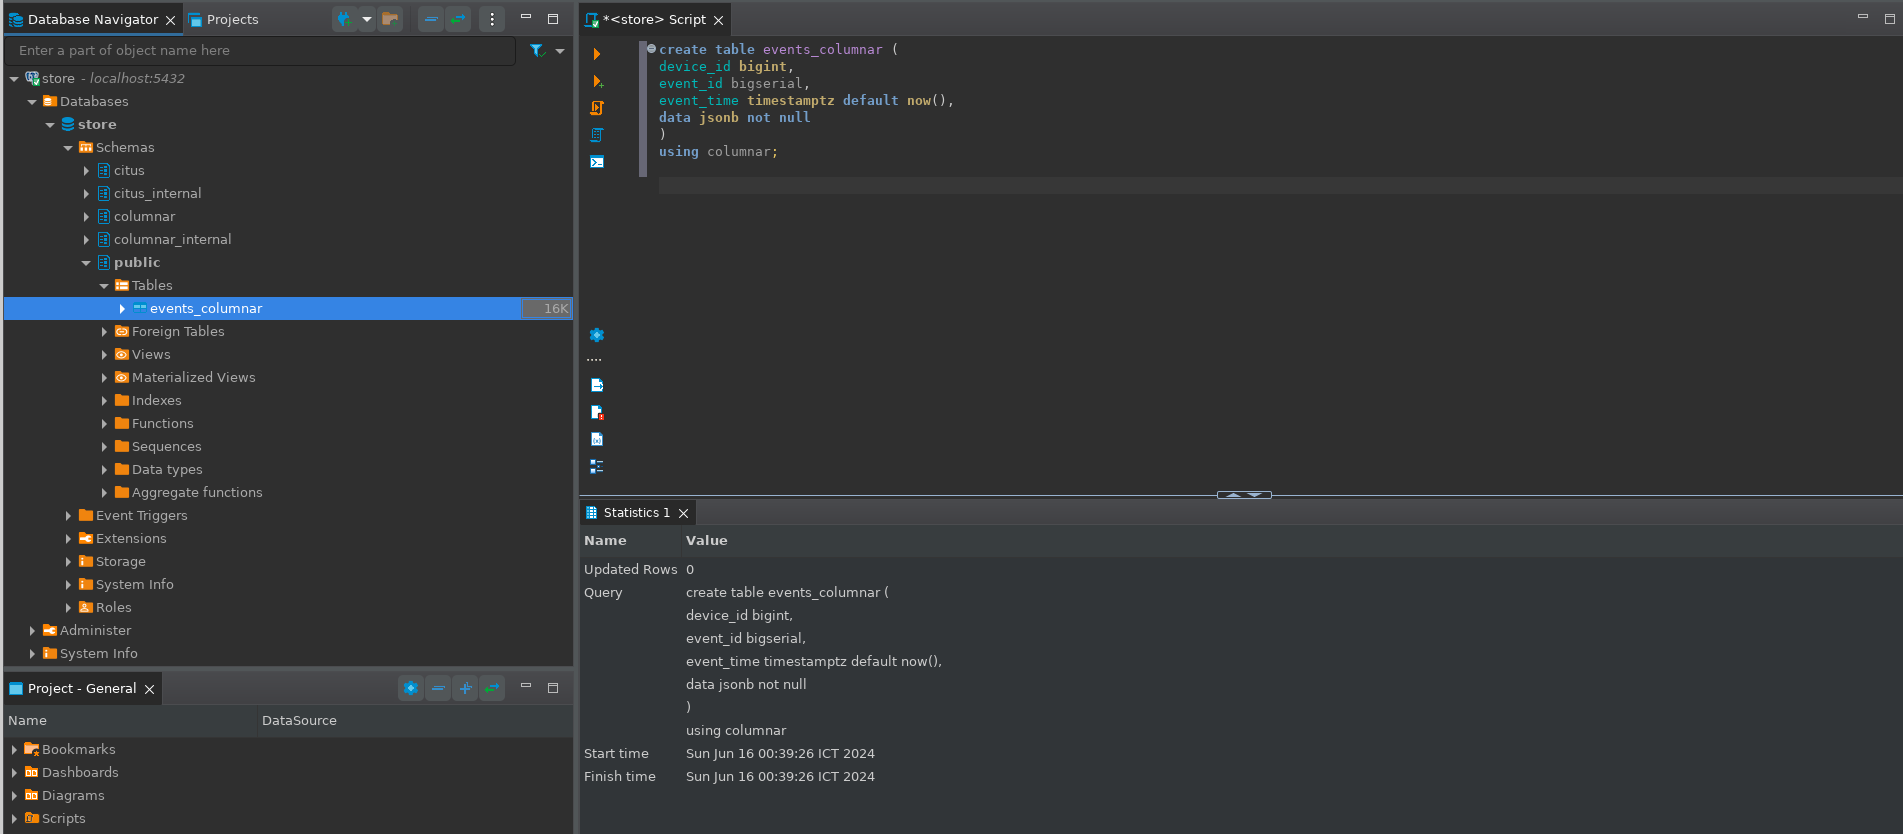 Database Navigator
Projects
Enter a part of object name here
store - localhost:5432
Databases
store
Schemas
citus
citus_internal
columnar
columnar_internal
public
Tables
events_columnar 16K
Foreign Tables
Views
Materialized Views
Indexes
Functions
Sequences
Data types
Aggregate functions
Event Triggers
Extensions
Storage
System Info
Roles
Administer
System Info
Project - General
Name DataSource
Bookmarks
Dashboards
Diagrams
Scripts
*<store> Script
create table events_columnar (
device_id bigint,
event_id bigserial,
event_time timestamptz default now(),
data jsonb not null
)
using columnar;
Statistics 1
Name Value
Updated Rows 0
Query create table events_columnar (
device_id bigint,
event_id bigserial,
event_time timestamptz default now(),
data jsonb not null
)
using columnar
Start time Sun Jun 16 00:39:26 ICT 2024
Finish time Sun Jun 16 00:39:26 ICT 2024